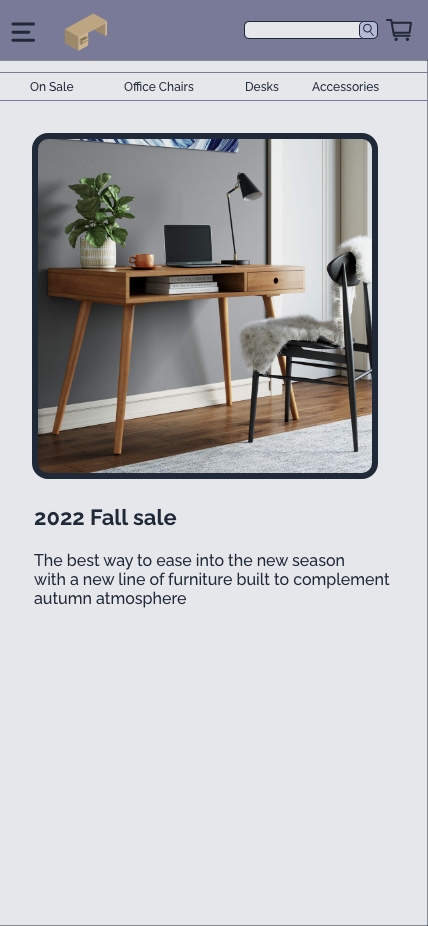 On Sale
Office Chairs
Desks
Accessories
2022 Fall sale
The best way to ease into the new season
with a new line of furniture built to complement
autumn atmosphere